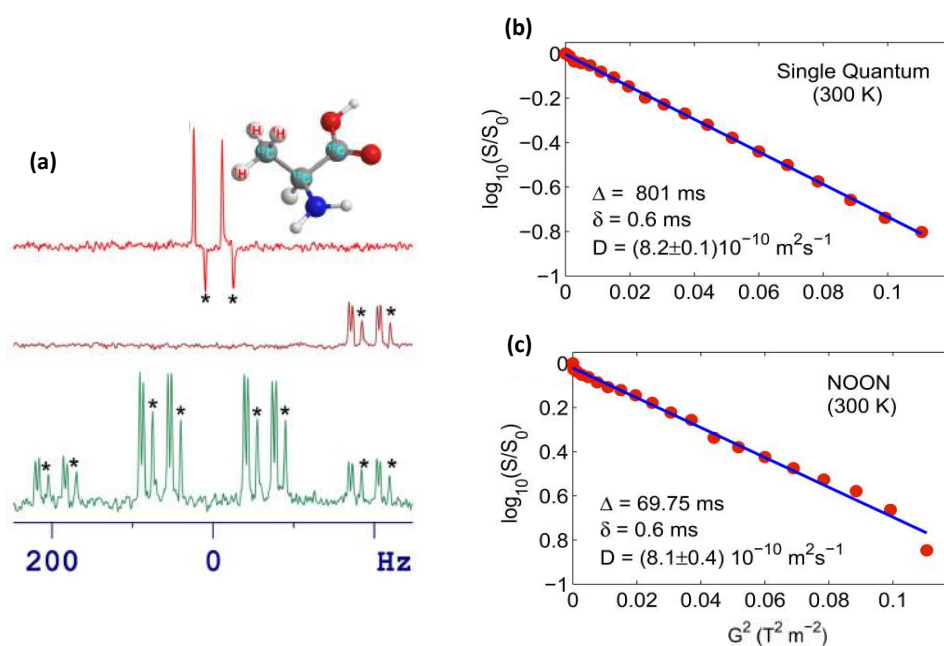 (a)
H
H
H
*
*
*
*
*
*
*
*
*
*
*
*
200 0 Hz
(b)
0
−0.2
−0.4
−0.6
−0.8
−1
log10(S/S0)
Single Quantum
(300 K)
Δ = 801 ms
δ = 0.6 ms
D = (8.2±0.1)10−10 m2s−1
0 0.02 0.04 0.06 0.08 0.1
(c)
0
0.2
0.4
0.6
0.8
−1
log10(S/S0)
NOON
(300 K)
Δ = 69.75 ms
δ = 0.6 ms
D = (8.1±0.4) 10−10 m2s−1
0 0.02 0.04 0.06 0.08 0.1
G2 (T2 m−2)